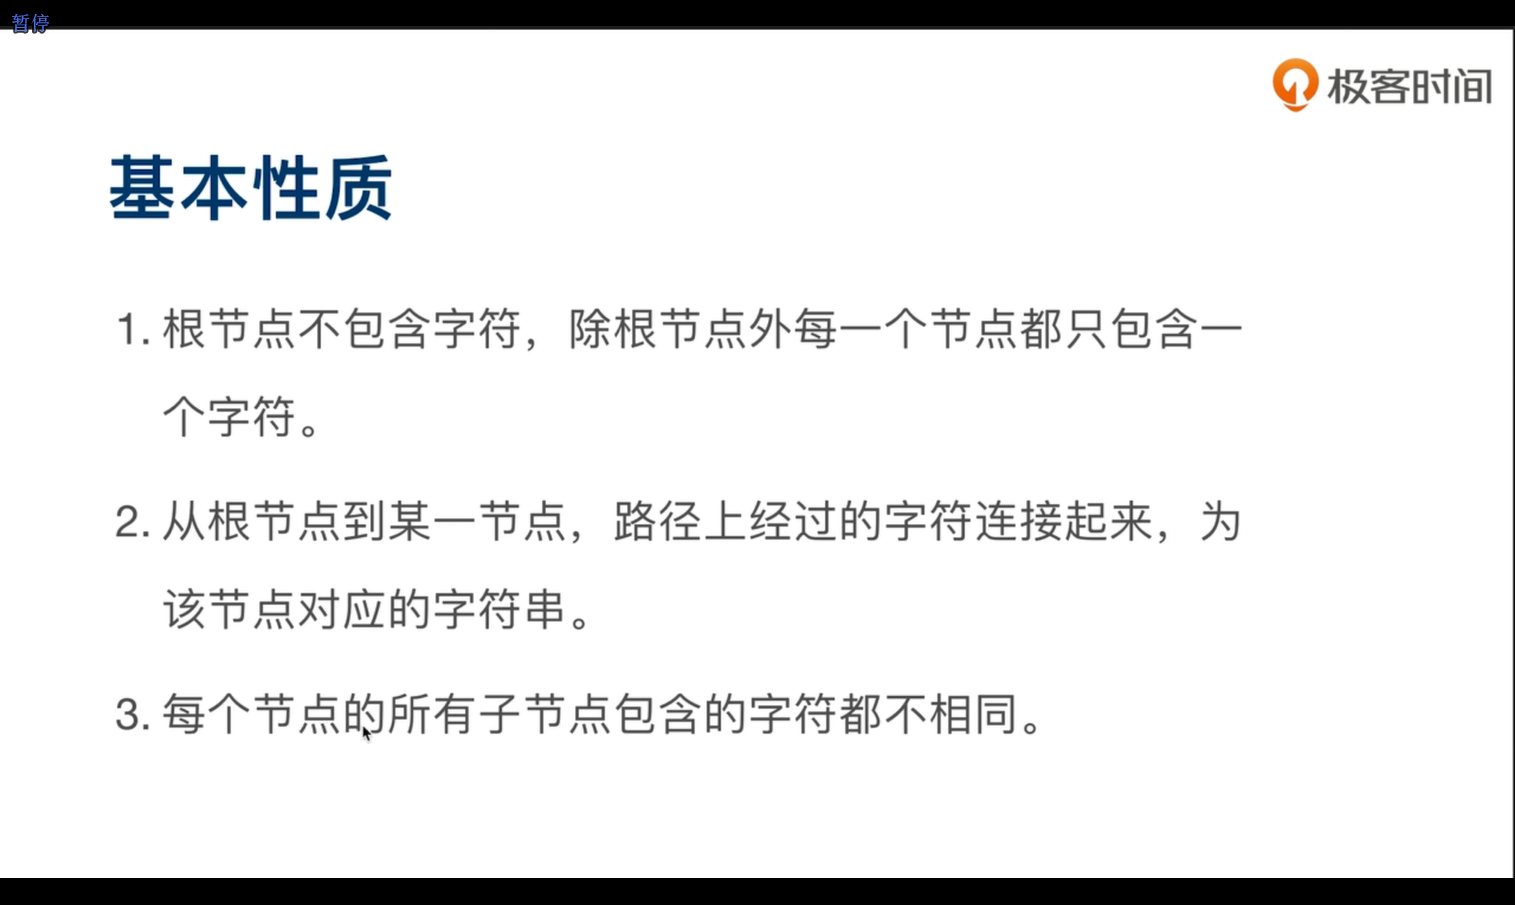 暂停
极客时间
基本性质
1. 根节点不包含字符，除根节点外每一个节点都只包含一
个字符。
2. 从根节点到某一节点，路径上经过的字符连接起来，为
该节点对应的字符串。
3. 每个节点的所有子节点包含的字符都不相同。